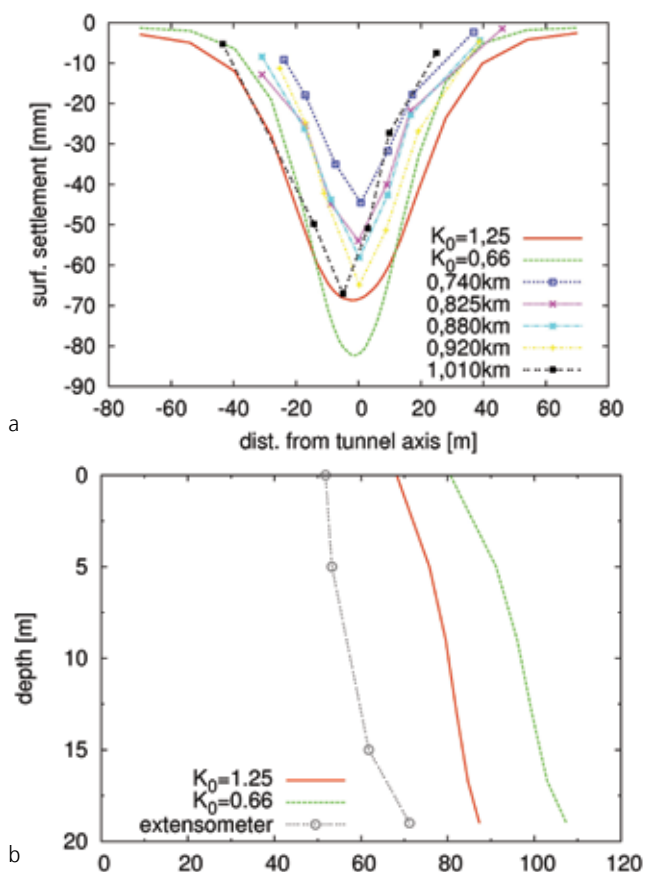 0
-10
-20
-30
-40
-50
-60
-70
-80
-90
surf. settlement [mm]
K0=1,25
K0=0,66
0,740km
0,825km
0,880km
0,920km
1,010km
-80 -60 -40 -20 0 20 40 60 80
dist. from tunnel axis [m]
a
0
5
10
15
20
depth [m]
K0=1.25
K0=0.66
extensometer
0 20 40 60 80 100 120
b